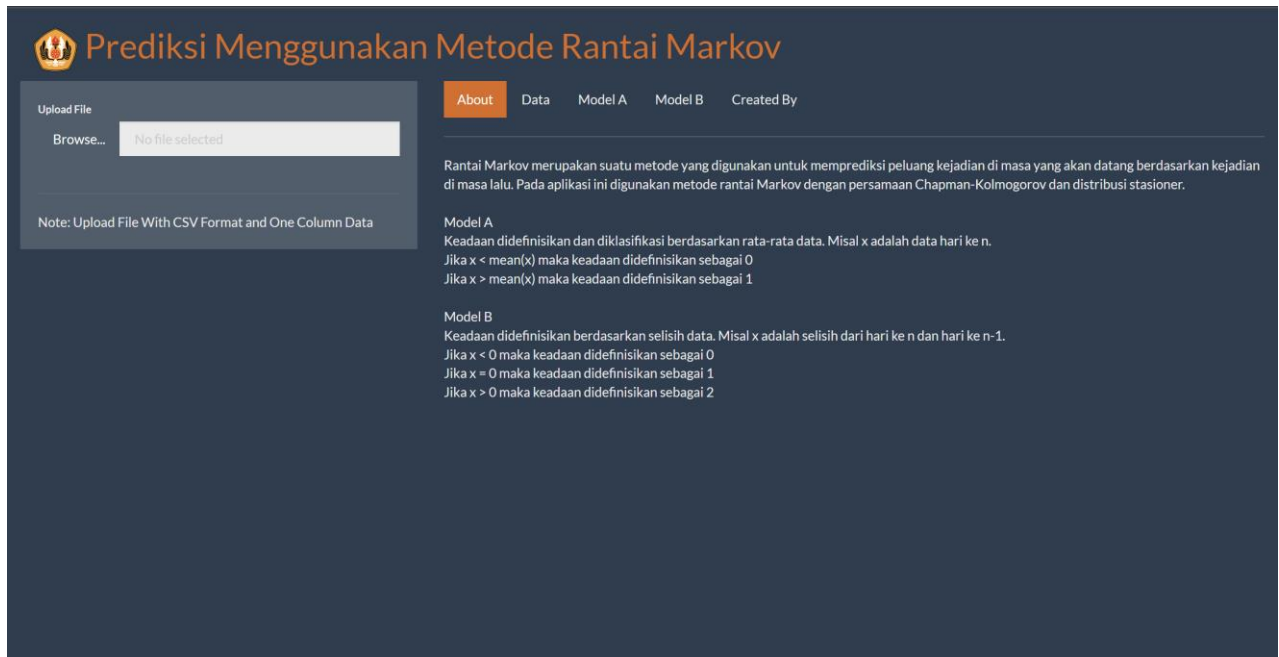 Prediksi Menggunakan Metode Rantai Markov
Upload File
Browse...
No file selected
Note: Upload File With CSV Format and One Column Data
About
Data
Model A
Model B
Created By
Rantai Markov merupakan suatu metode yang digunakan untuk memprediksi peluang kejadian di masa yang akan datang berdasarkan kejadian
di masa lalu. Pada aplikasi ini digunakan metode rantai Markov dengan persamaan Chapman-Kolmogorov dan distribusi stasioner.
Model A
Keadaan didefinisikan dan diklasifikasi berdasarkan rata-rata data. Misal x adalah data hari ke n.
Jika x < mean(x) maka keadaan didefinisikan sebagai 0
Jika x > mean(x) maka keadaan didefinisikan sebagai 1
Model B
Keadaan didefinisikan berdasarkan selisih data. Misal x adalah selisih dari hari ke n dan hari ke n-1.
Jika x < 0 maka keadaan didefinisikan sebagai 0
Jika x = 0 maka keadaan didefinisikan sebagai 1
Jika x > 0 maka keadaan didefinisikan sebagai 2